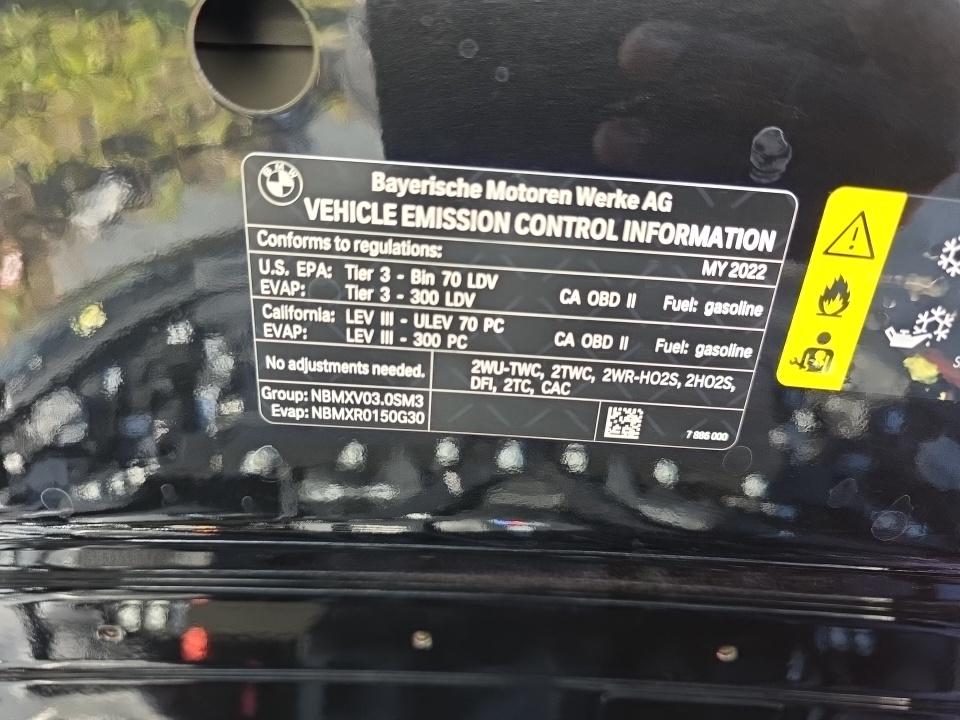 BMW
Bayerische Motoren Werke AG
VEHICLE EMISSION CONTROL INFORMATION
Conforms to regulations:
MY 2022
U.S. EPA: Tier 3 - Bin 70 LDV
EVAP: Tier 3 - 300 LDV CA OBD II Fuel: gasoline
California: LEV III - ULEV 70 PC
EVAP: LEV III - 300 PC CA OBD II Fuel: gasoline
No adjustments needed.
2WU-TWC, 2TWC, 2WR-HO2S, 2HO2S,
DFI, 2TC, CAC
Group: NBMXV03.0SM3
Evap: NBMXR0150G30
7 886 000